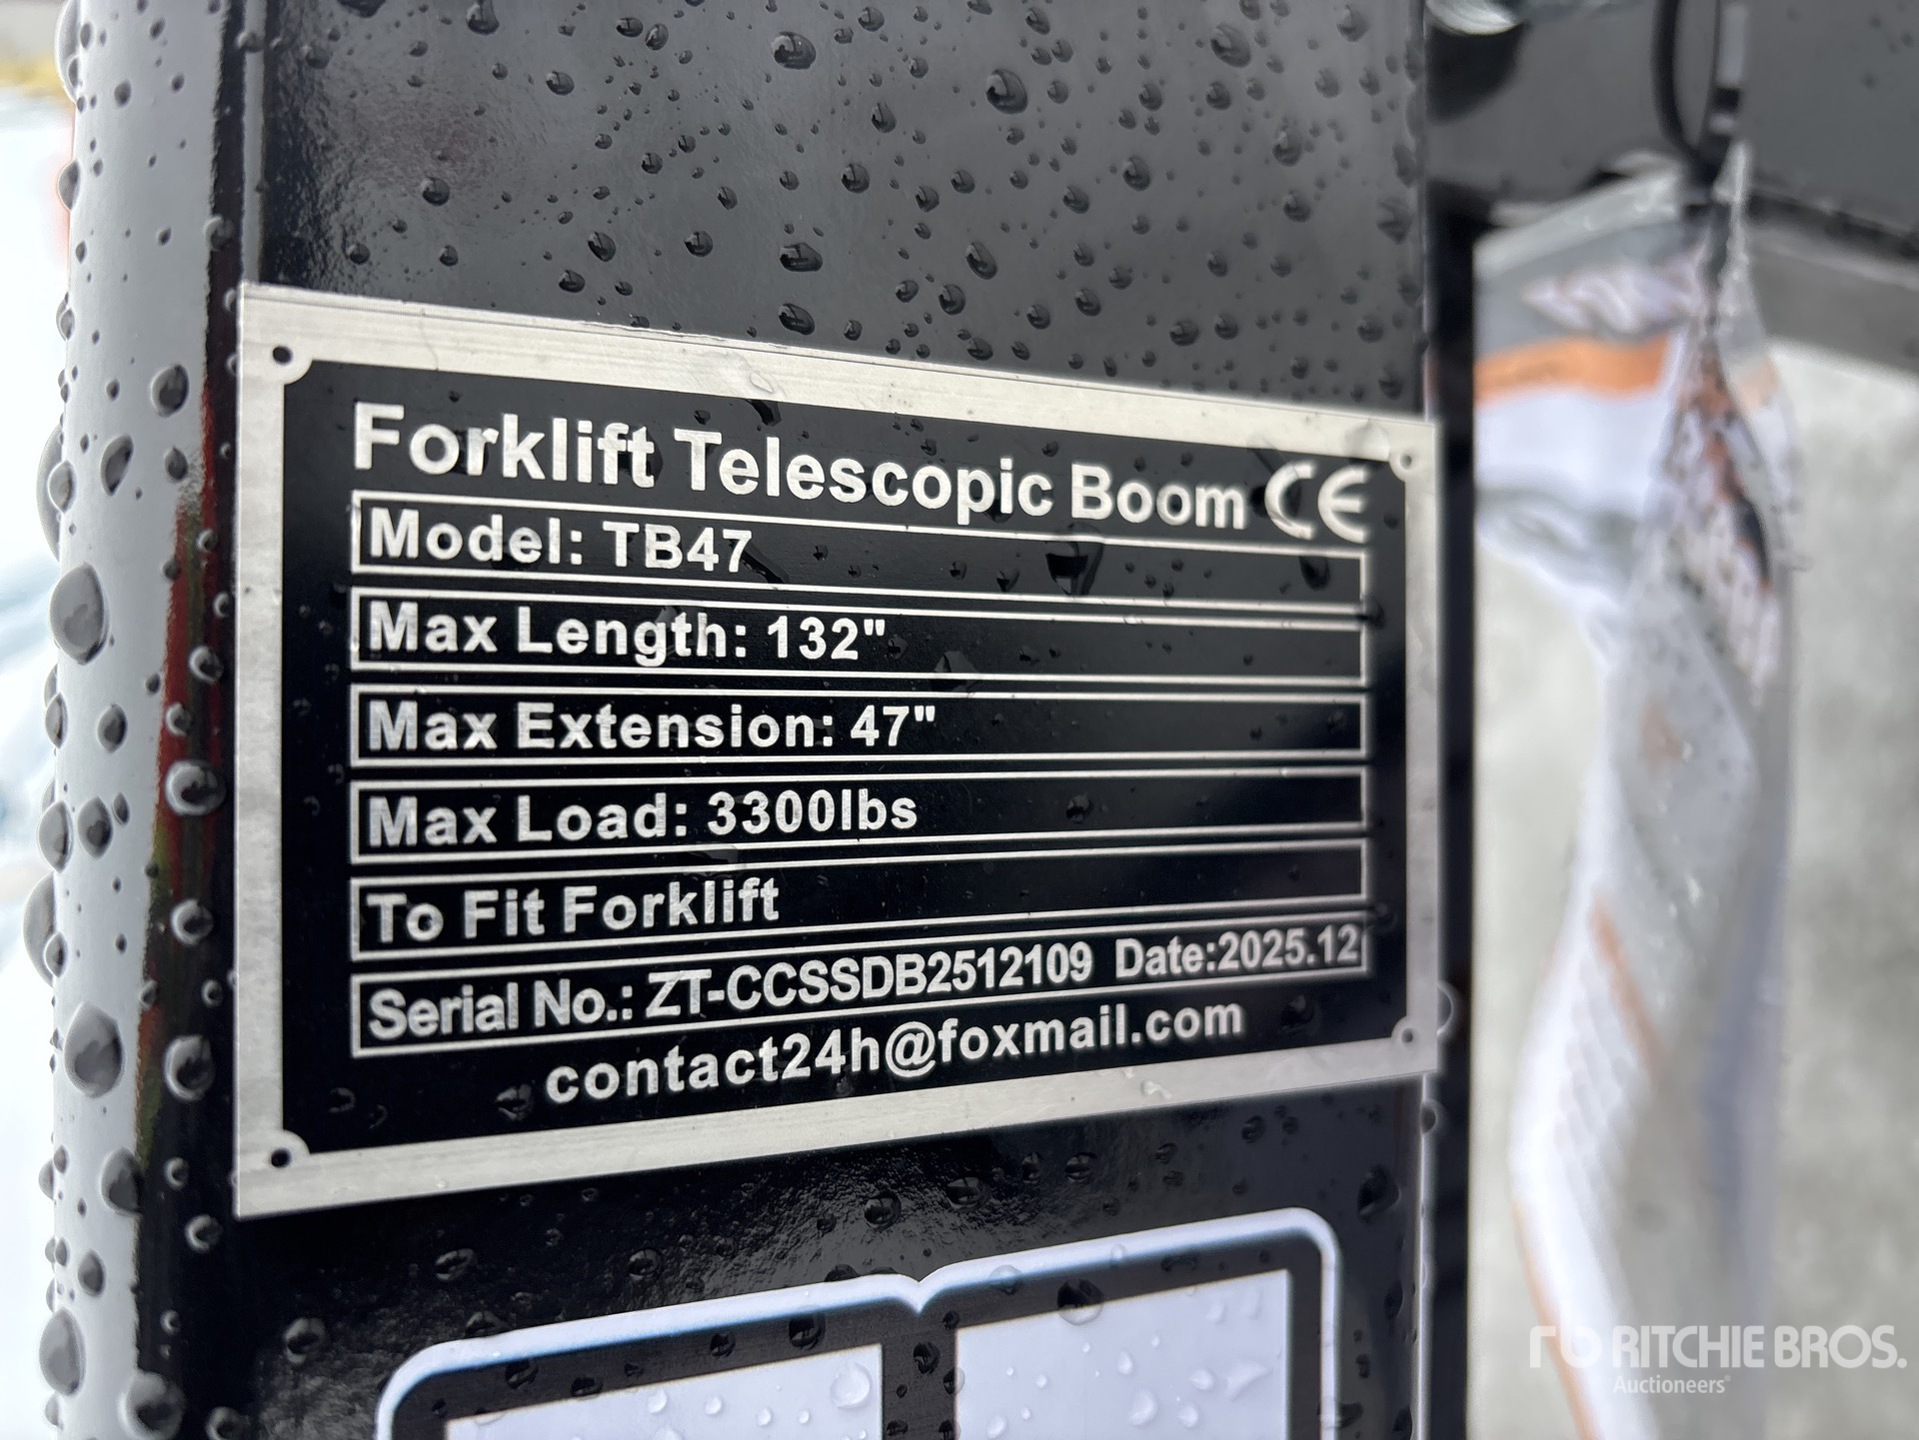 Forklift Telescopic Boom CE
Model: TB47
Max Length: 132"
Max Extension: 47"
Max Load: 3300lbs
To Fit Forklift
Serial No.: ZT-CCSSDB2512109 Date:2025.12
contact24h@foxmail.com
rb RITCHIE BROS.
Auctioneers